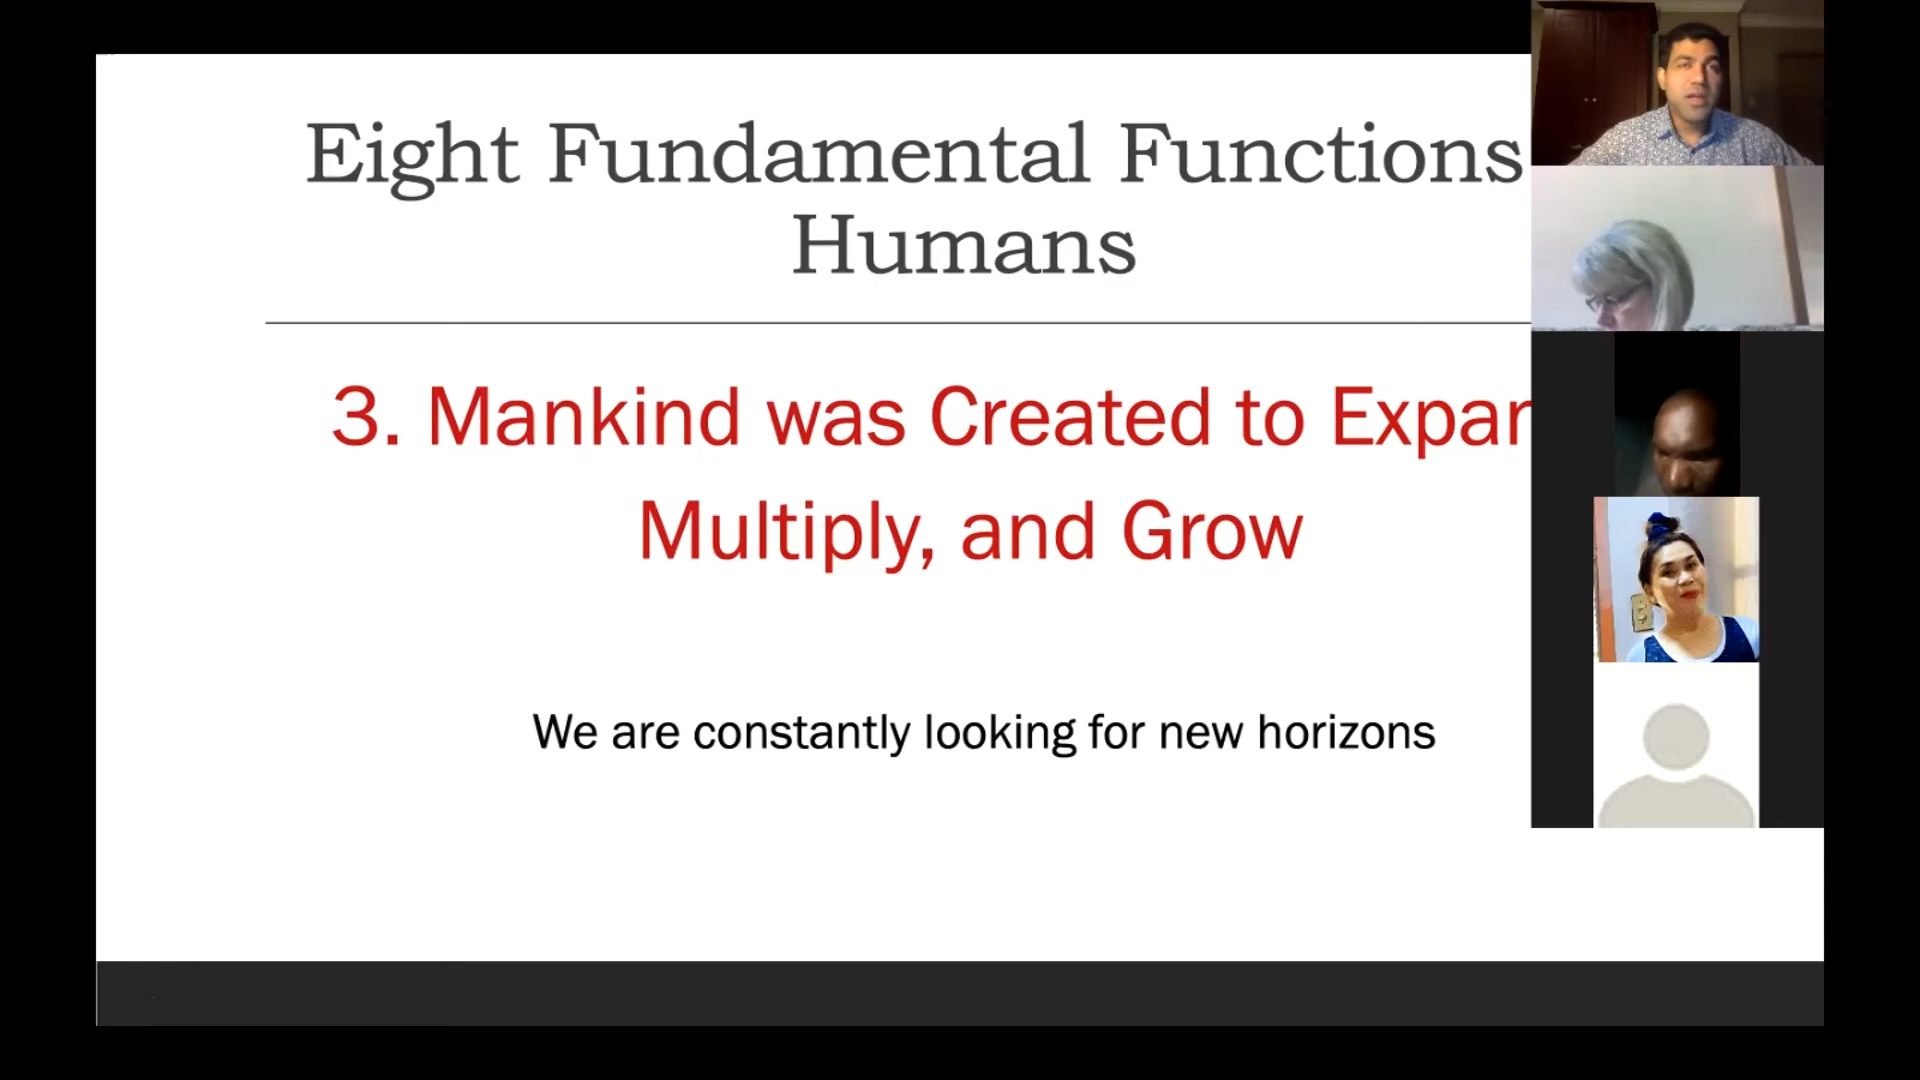 Eight Fundamental Functions
Humans
3. Mankind was Created to Expan
Multiply, and Grow
We are constantly looking for new horizons